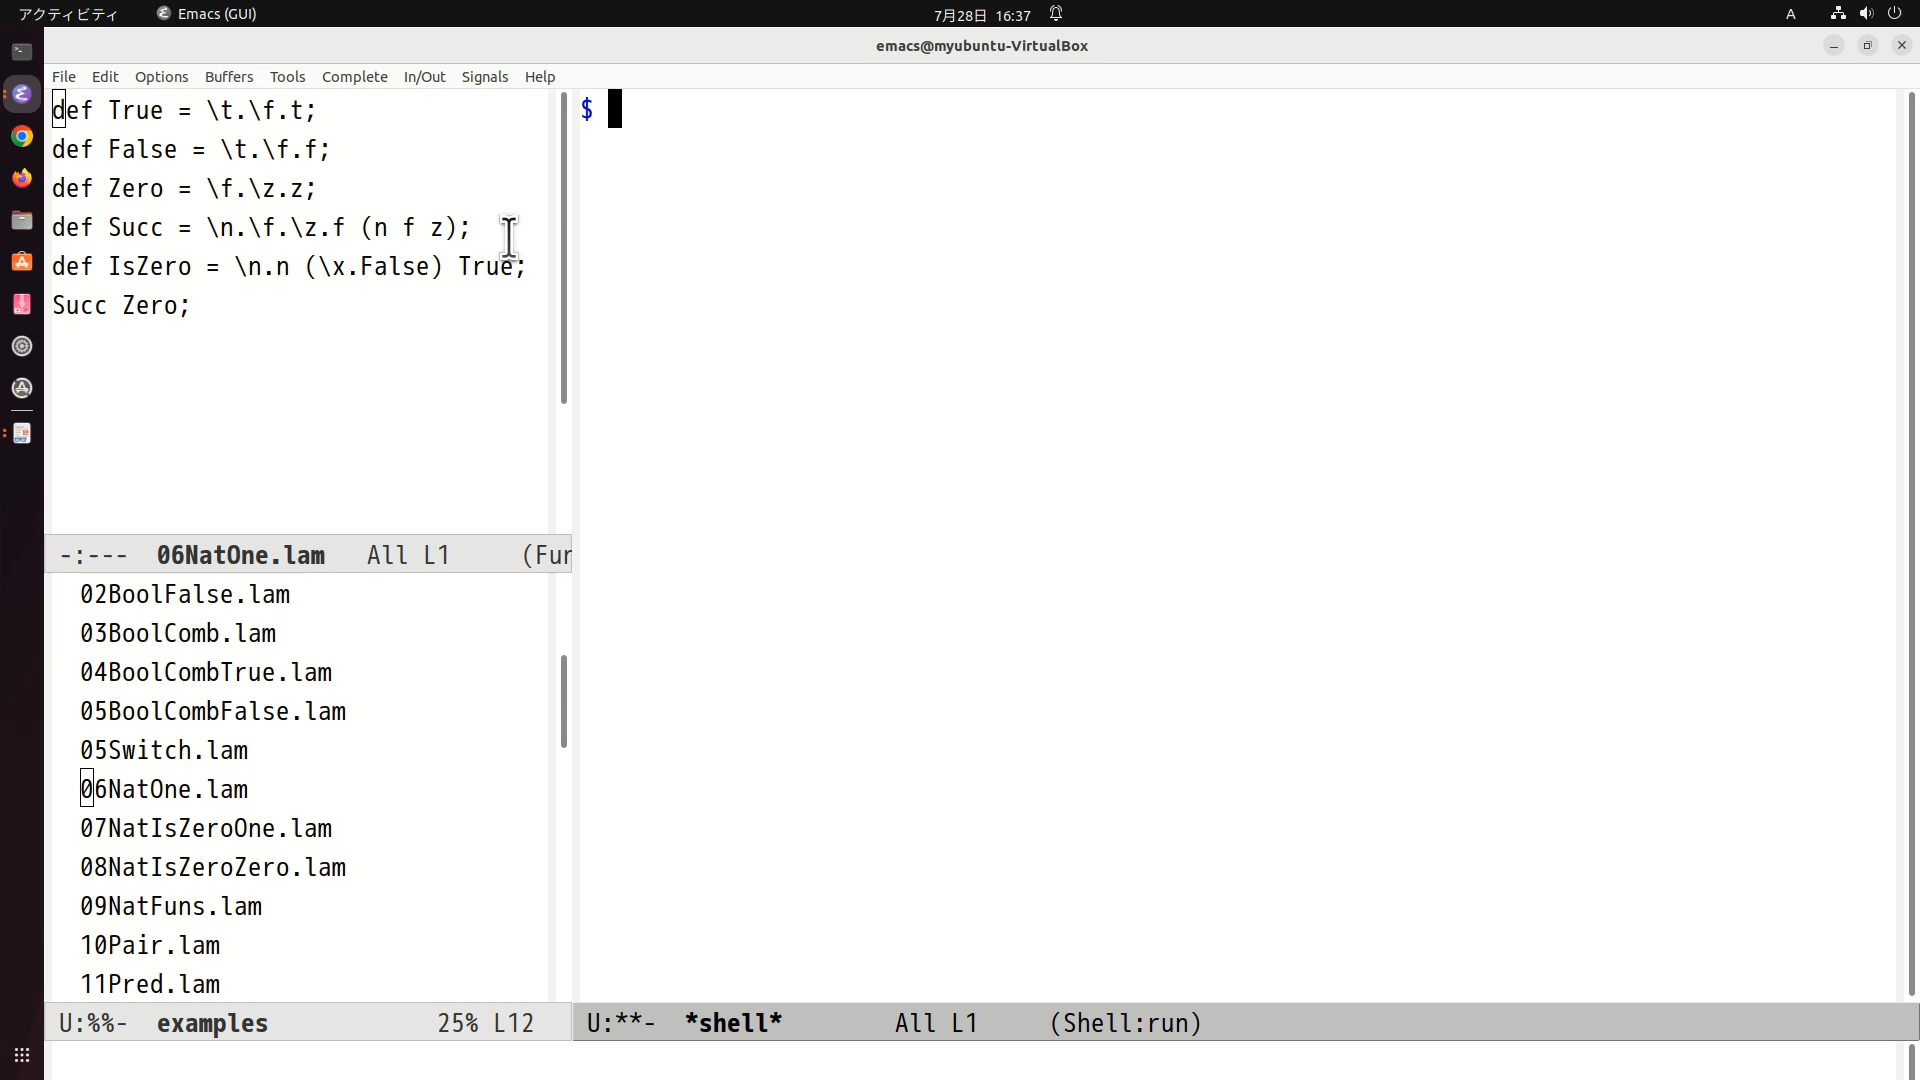 アクティビティ Emacs (GUI) 7月28日 16:37 A
emacs@myubuntu-VirtualBox
File Edit Options Buffers Tools Complete In/Out Signals Help
def True = \t.\f.t;
def False = \t.\f.f;
def Zero = \f.\z.z;
def Succ = \n.\f.\z.f (n f z);
def IsZero = \n.n (\x.False) True;
Succ Zero;
-:--- 06NatOne.lam All L1 (Fun
02BoolFalse.lam
03BoolComb.lam
04BoolCombTrue.lam
05BoolCombFalse.lam
05Switch.lam
06NatOne.lam
07NatIsZeroOne.lam
08NatIsZeroZero.lam
09NatFuns.lam
10Pair.lam
11Pred.lam
U:%%- examples 25% L12
$
U:**- *shell* All L1 (Shell:run)